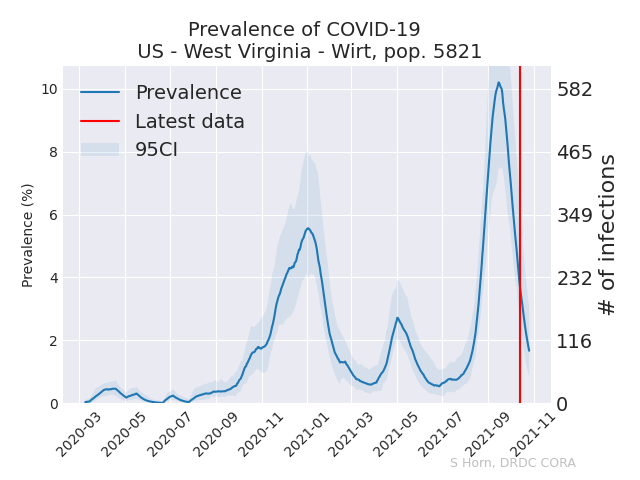 Prevalence of COVID-19
US - West Virginia - Wirt, pop. 5821
Prevalence
Latest data
95CI
Prevalence (%)
10
8
6
4
2
0
582
465
349
232
116
0
# of infections
2020-03
2020-05
2020-07
2020-09
2020-11
2021-01
2021-03
2021-05
2021-07
2021-09
2021-11
S Horn, DRDC CORA